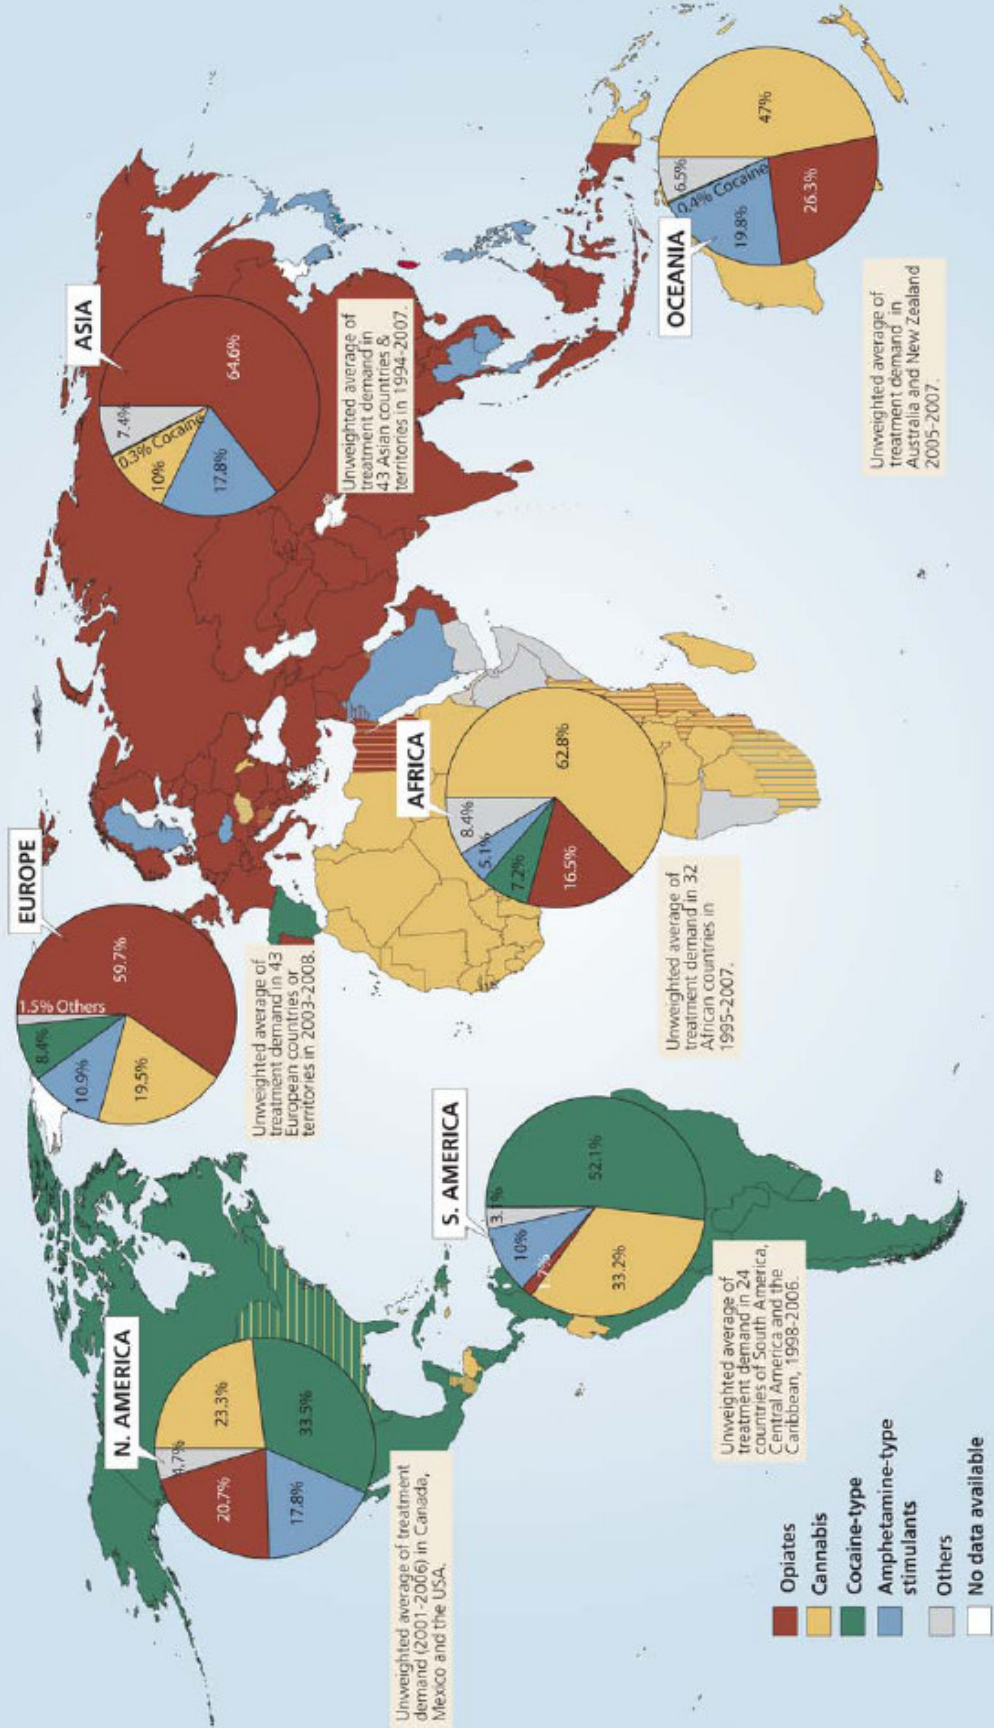 N. AMERICA
4.7%
23.3%
20.7%
33.5%
17.8%
Unweighted average of treatment
demand (2001-2006) in Canada,
Mexico and the USA.
EUROPE
1.5% Others
8.4%
59.7%
10.9%
19.5%
Unweighted average of
treatment demand in 43
European countries or
territories in 2003-2008.
ASIA
7.4%
0.3% Cocaine
10%
64.6%
17.8%
Unweighted average of
treatment demand in
43 Asian countries &
territories in 1994-2007.
S. AMERICA
3.1%
10%
52.1%
33.2%
Unweighted average of
treatment demand in 24
countries of South America,
Central America and the
Caribbean, 1998-2006.
AFRICA
8.4%
5.1%
7.2%
62.8%
16.5%
Unweighted average of
treatment demand in 32
African countries in
1995-2007.
OCEANIA
6.5%
0.4% Cocaine
47%
19.8%
26.3%
Unweighted average of
treatment demand in
Australia and New Zealand
2005-2007.
Opiates
Cannabis
Cocaine-type
Amphetamine-type
stimulants
Others
No data available